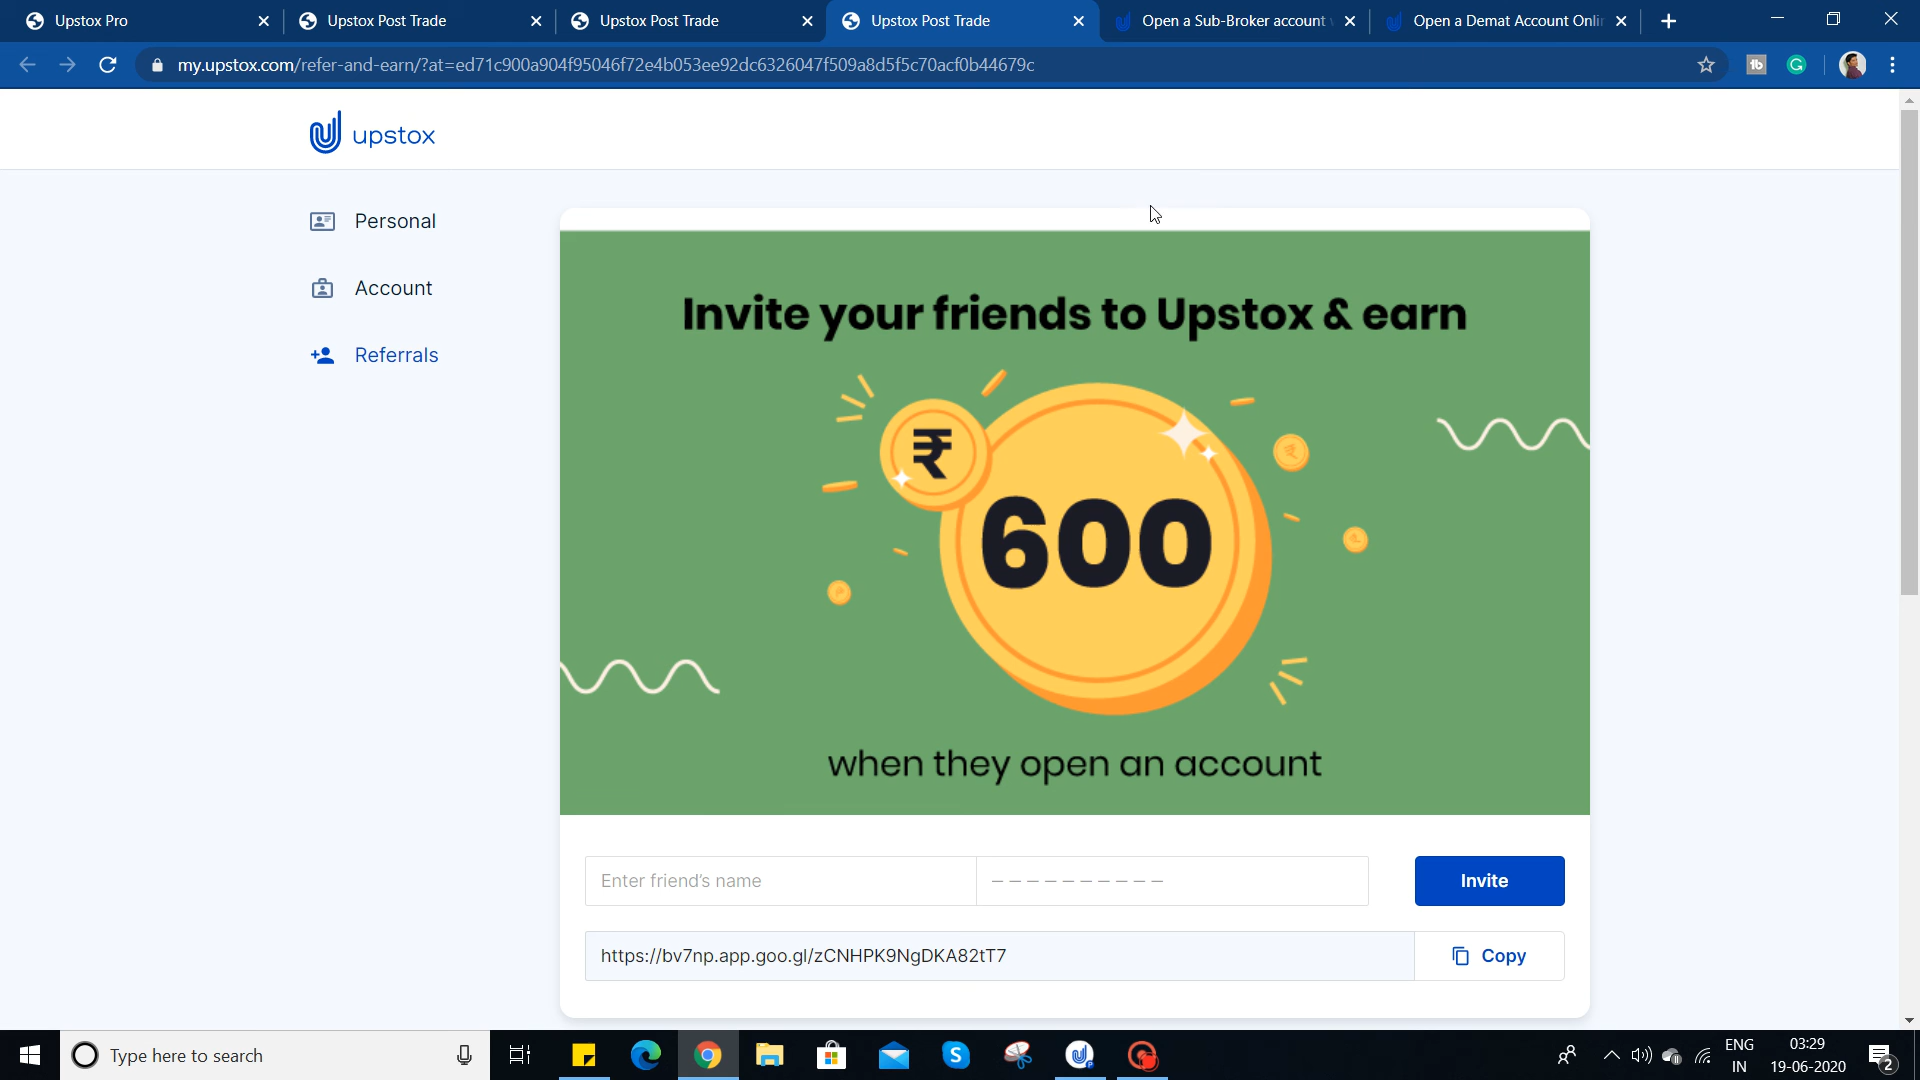 Upstox Pro
Upstox Post Trade
Upstox Post Trade
Upstox Post Trade
Open a Sub-Broker account
Open a Demat Account Onli
my.upstox.com/refer-and-earn/?at=ed71c900a904f95046f72e4b053ee92dc6326047f509a8d5f5c70acf0b44679c
upstox
Personal
Account
Referrals
Invite your friends to Upstox & earn
₹
600
when they open an account
Enter friend's name
Invite
https://bv7np.app.goo.gl/zCNHPK9NgDKA82tT7
Copy
Type here to search
ENG
IN
03:29
19-06-2020
2